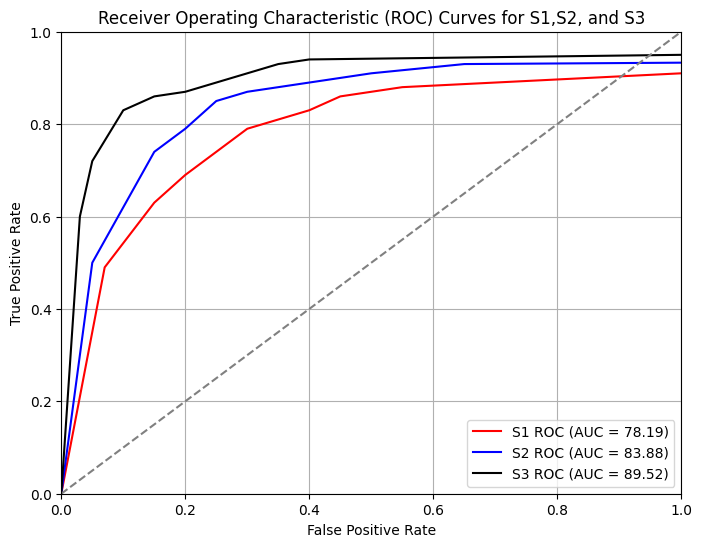 Receiver Operating Characteristic (ROC) Curves for S1,S2, and S3
True Positive Rate
1.0
0.8
0.6
0.4
0.2
0.0
0.0 0.2 0.4 0.6 0.8 1.0
False Positive Rate
S1 ROC (AUC = 78.19)
S2 ROC (AUC = 83.88)
S3 ROC (AUC = 89.52)